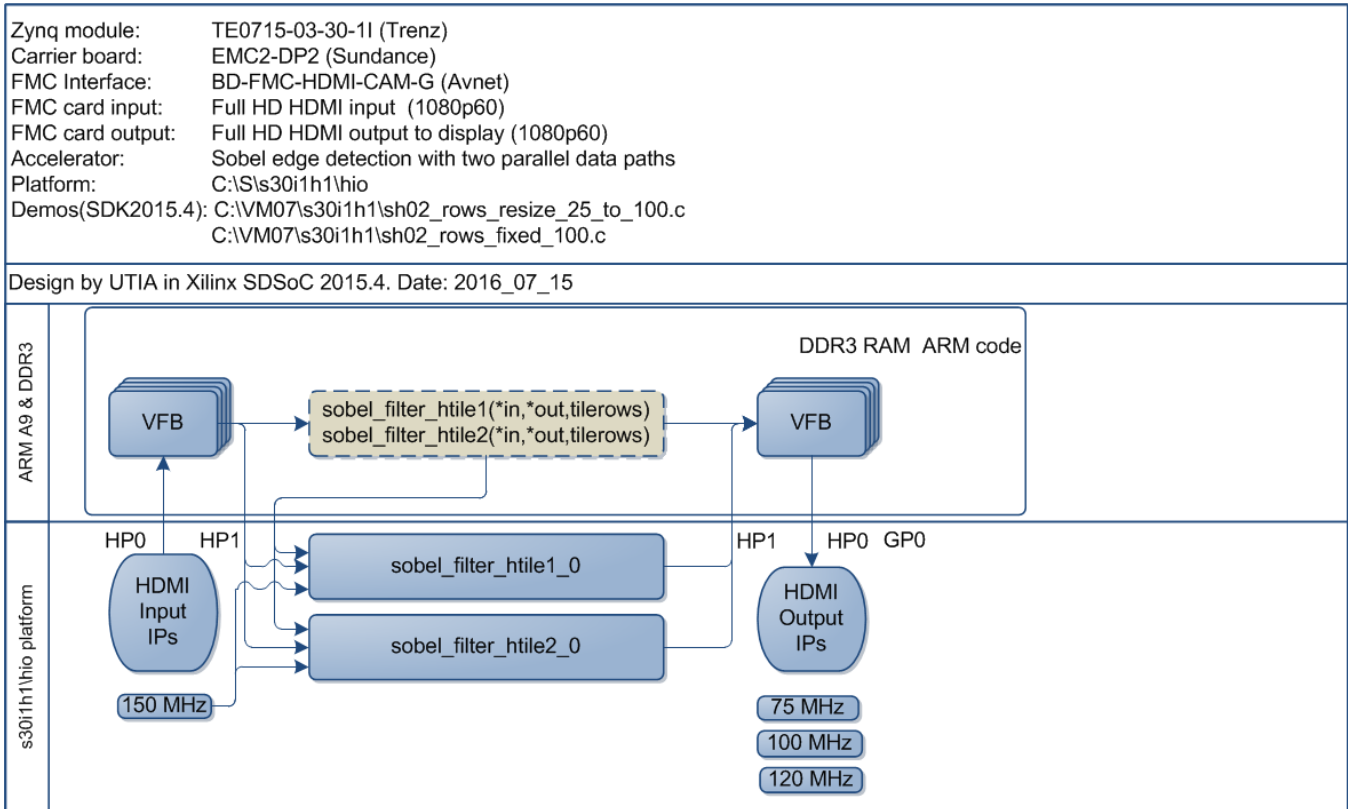 Zynq module: TE0715-03-30-1I (Trenz)
Carrier board: EMC2-DP2 (Sundance)
FMC Interface: BD-FMC-HDMI-CAM-G (Avnet)
FMC card input: Full HD HDMI input (1080p60)
FMC card output: Full HD HDMI output to display (1080p60)
Accelerator: Sobel edge detection with two parallel data paths
Platform: C:\S\s30i1h1\hio
Demos(SDK2015.4): C:\VM07\s30i1h1\sh02_rows_resize_25_to_100.c
C:\VM07\s30i1h1\sh02_rows_fixed_100.c
Design by UTIA in Xilinx SDSoC 2015.4. Date: 2016_07_15
ARM A9 & DDR3
DDR3 RAM ARM code
VFB
sobel_filter_htile1(*in,*out,tilerows)
sobel_filter_htile2(*in,*out,tilerows)
VFB
s30i1h1\hio platform
HP0 HP1
HP1 HP0 GP0
HDMI
Input
IPs
sobel_filter_htile1_0
sobel_filter_htile2_0
HDMI
Output
IPs
150 MHz
75 MHz
100 MHz
120 MHz